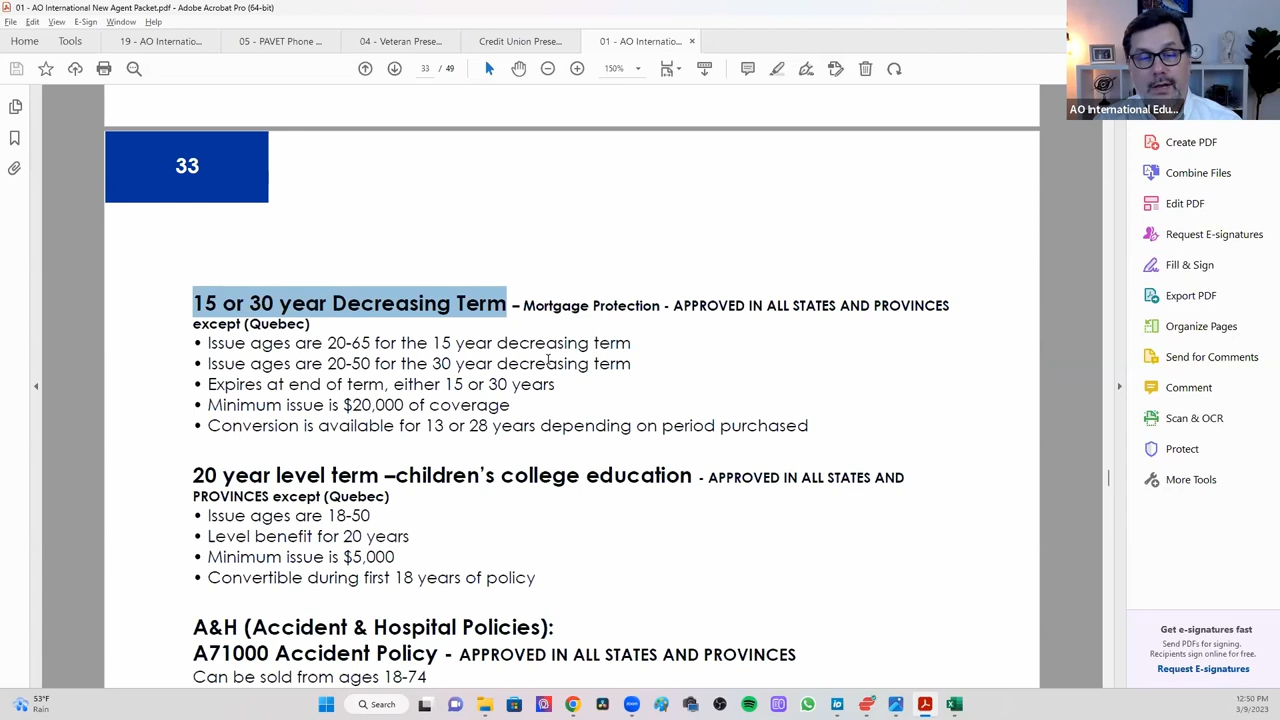 01 - AO International New Agent Packet.pdf - Adobe Acrobat Pro (64-bit)
File Edit View E-Sign Window Help
Home Tools 19 - AO Internatio... 05 - PAVET Phone ... 04 - Veteran Prese... Credit Union Prese... 01 - AO Internatio... ×
33 / 49 150%
AO International Edu...
33
15 or 30 year Decreasing Term – Mortgage Protection - APPROVED IN ALL STATES AND PROVINCES
except (Quebec)
• Issue ages are 20-65 for the 15 year decreasing term
• Issue ages are 20-50 for the 30 year decreasing term
• Expires at end of term, either 15 or 30 years
• Minimum issue is $20,000 of coverage
• Conversion is available for 13 or 28 years depending on period purchased
20 year level term –children’s college education - APPROVED IN ALL STATES AND
PROVINCES except (Quebec)
• Issue ages are 18-50
• Level benefit for 20 years
• Minimum issue is $5,000
• Convertible during first 18 years of policy
A&H (Accident & Hospital Policies):
A71000 Accident Policy - APPROVED IN ALL STATES AND PROVINCES
Can be sold from ages 18-74
Create PDF
Combine Files
Edit PDF
Request E-signatures
Fill & Sign
Export PDF
Organize Pages
Send for Comments
Comment
Scan & OCR
Protect
More Tools
Get e-signatures fast
Send PDFs for signing.
Recipients sign online for free.
Request E-signatures
53°F
Rain
Search
12:50 PM
3/9/2023